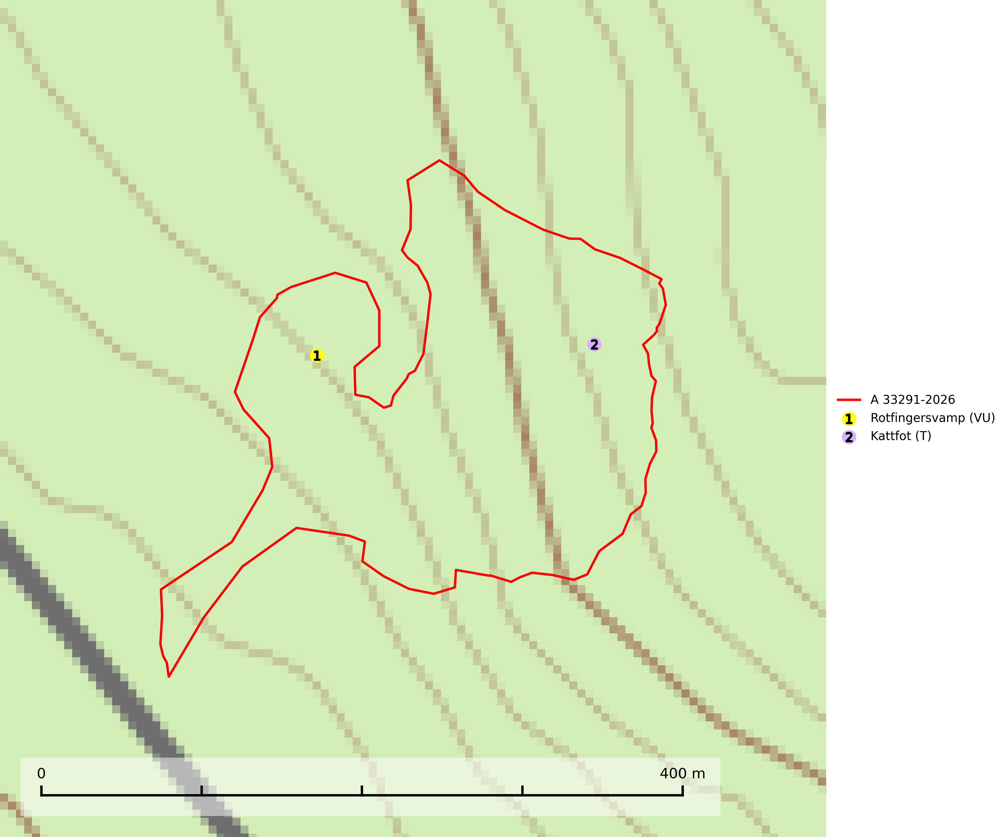 1
2
A 33291-2026
1 Rotfingersvamp (VU)
2 Kattfot (T)
0 400 m